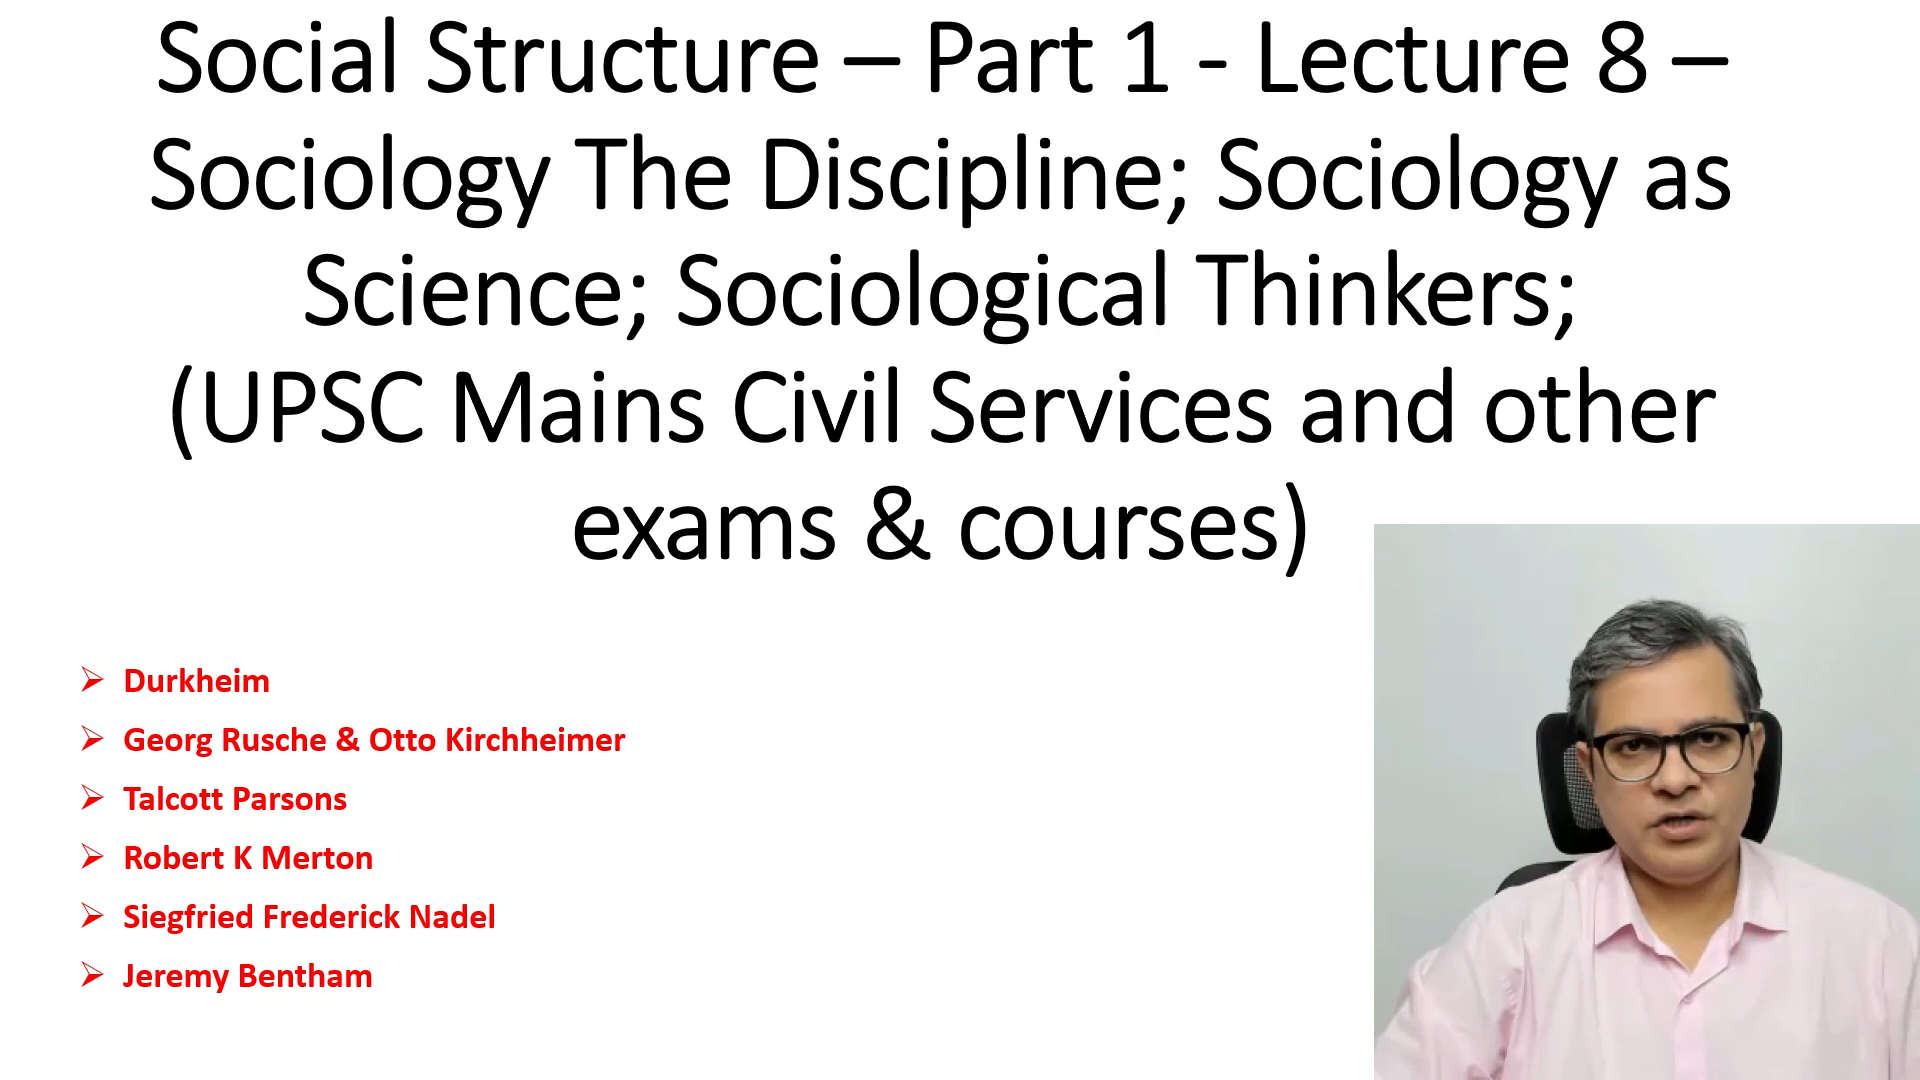 Social Structure – Part 1 - Lecture 8 –
Sociology The Discipline; Sociology as
Science; Sociological Thinkers;
(UPSC Mains Civil Services and other
exams & courses)
➢ Durkheim
➢ Georg Rusche & Otto Kirchheimer
➢ Talcott Parsons
➢ Robert K Merton
➢ Siegfried Frederick Nadel
➢ Jeremy Bentham